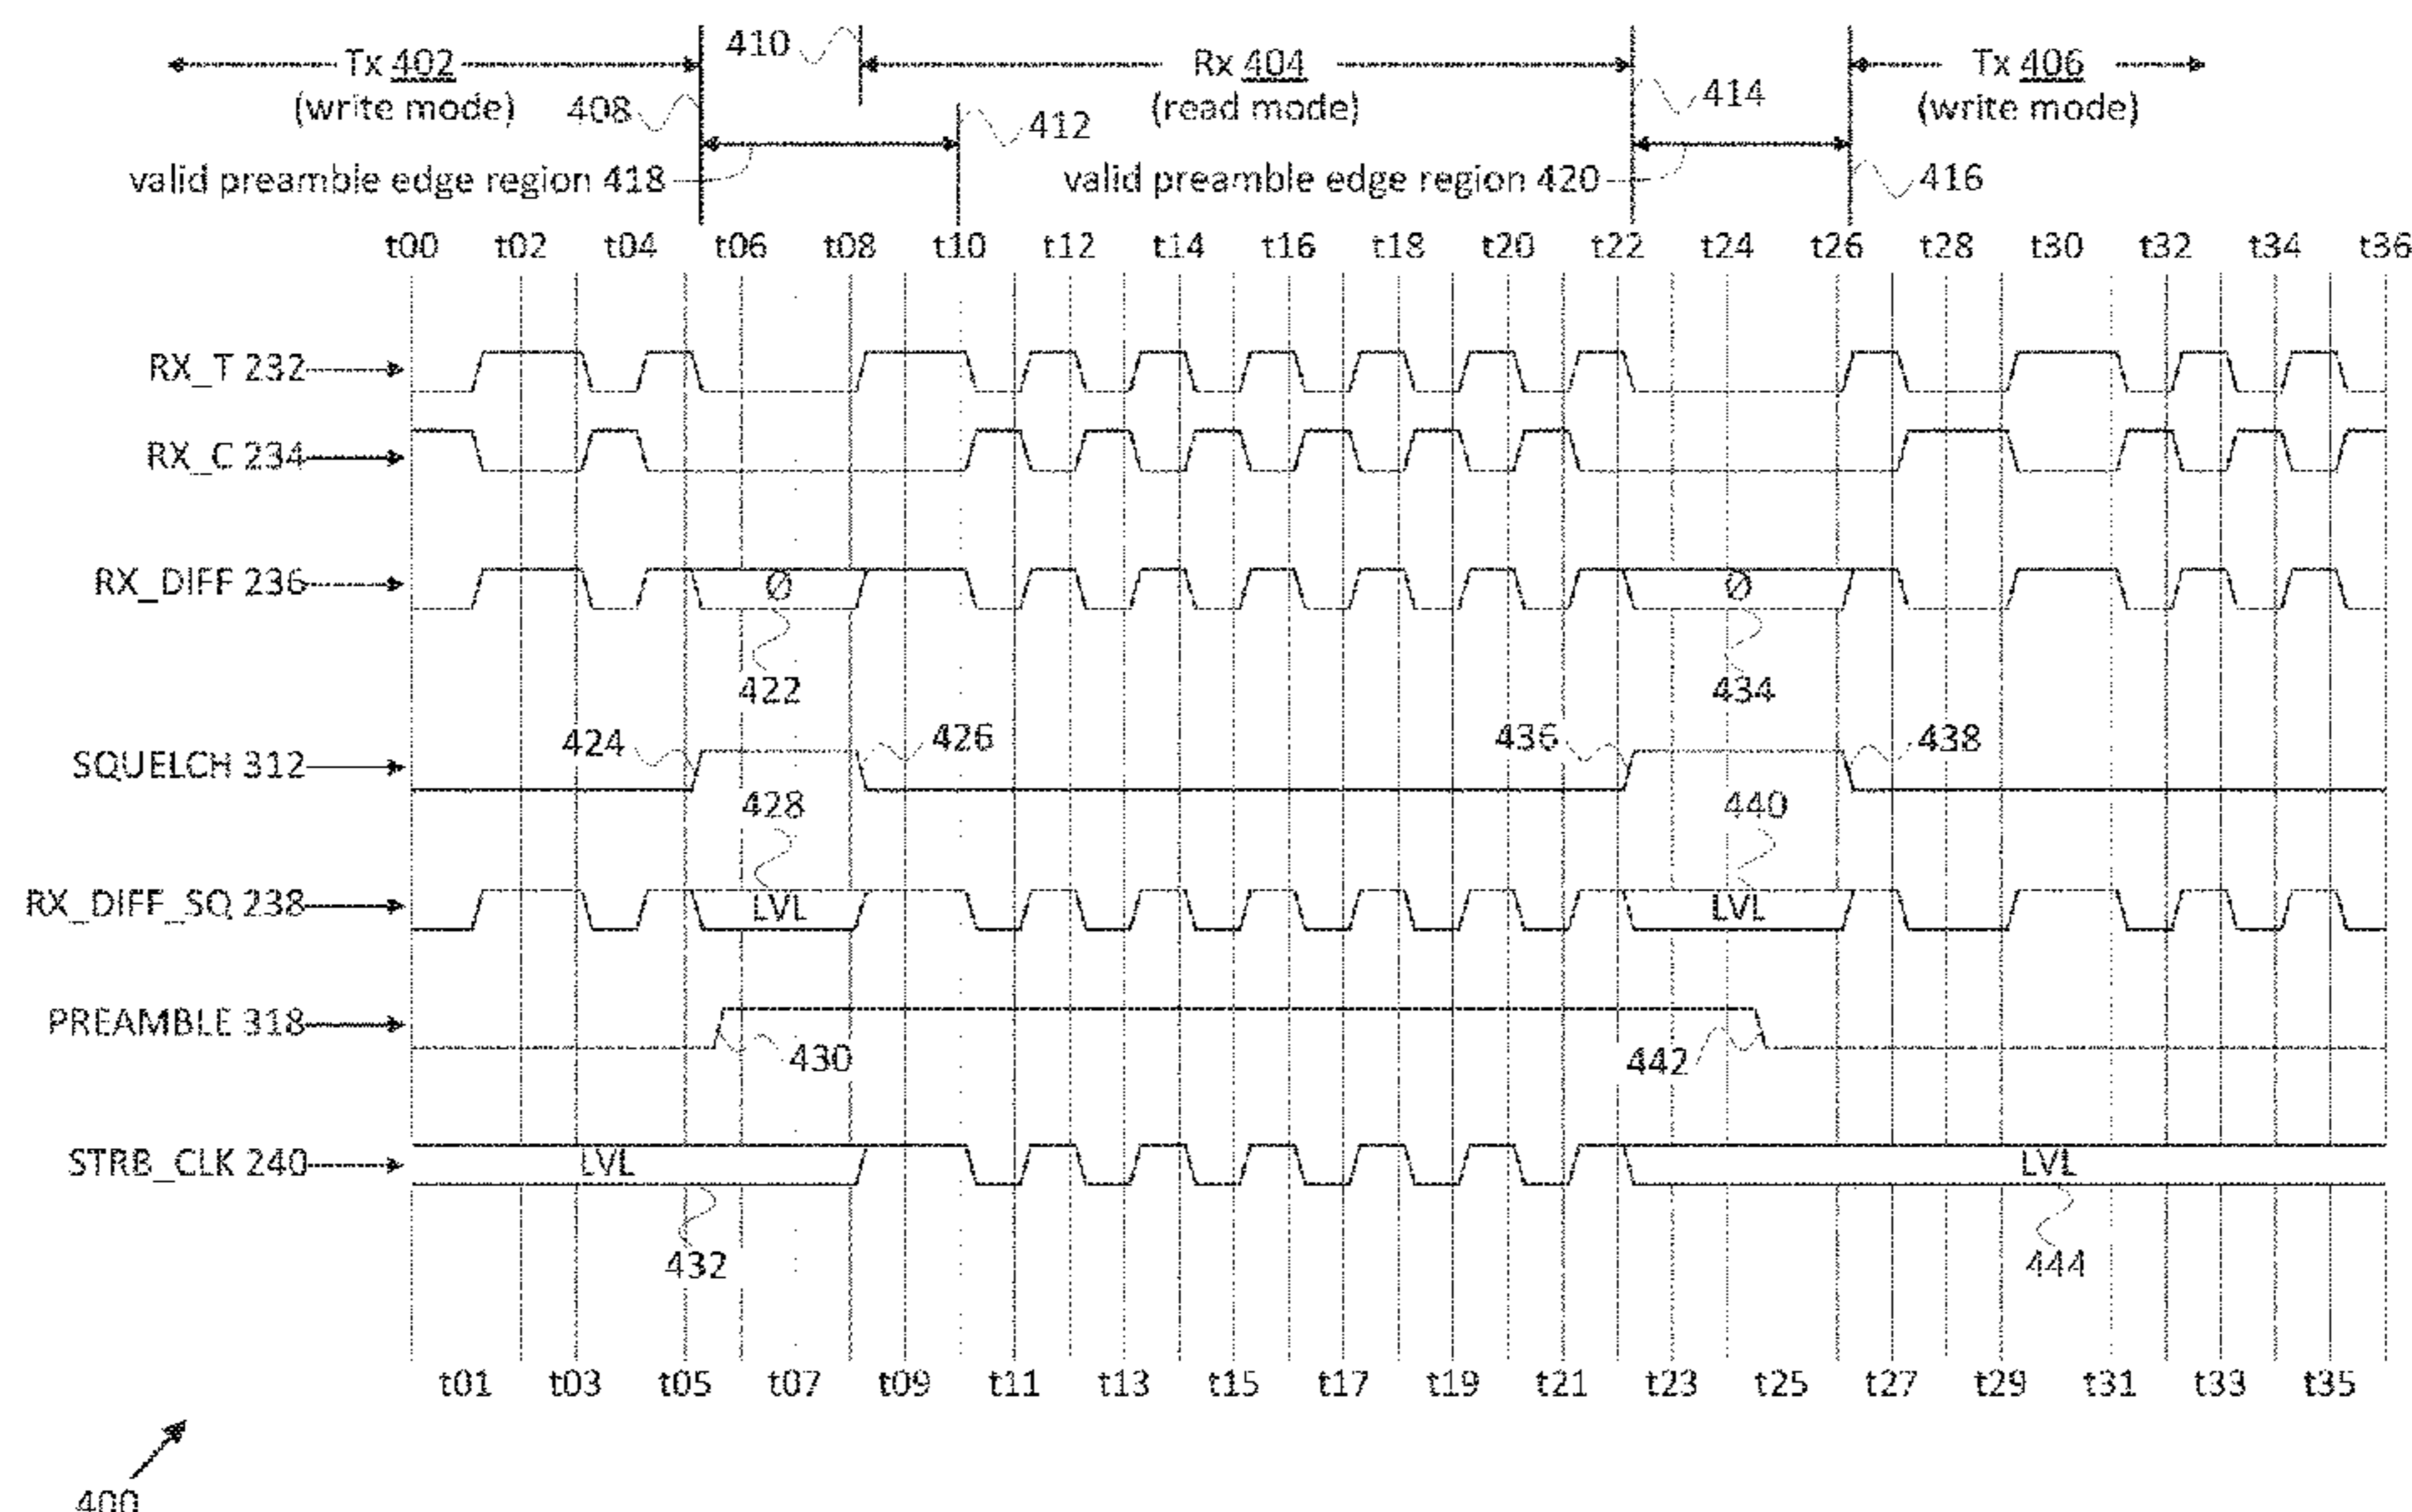 410
Tx 402
(write mode)
408
Rx 404
(read mode)
414
Tx 406
(write mode)
412
valid preamble edge region 418
valid preamble edge region 420
416
t00 t02 t04 t06 t08 t10 t12 t14 t16 t18 t20 t22 t24 t26 t28 t30 t32 t34 t36
RX_T 232
RX_C 234
RX_DIFF 236
Ø
Ø
422
434
424
426
436
438
SQUELCH 312
428
440
RX_DIFF_SQ 238
LVL
LVL
PREAMBLE 318
430
442
STRB_CLK 240
LVL
LVL
432
444
t01 t03 t05 t07 t09 t11 t13 t15 t17 t19 t21 t23 t25 t27 t29 t31 t33 t35
400